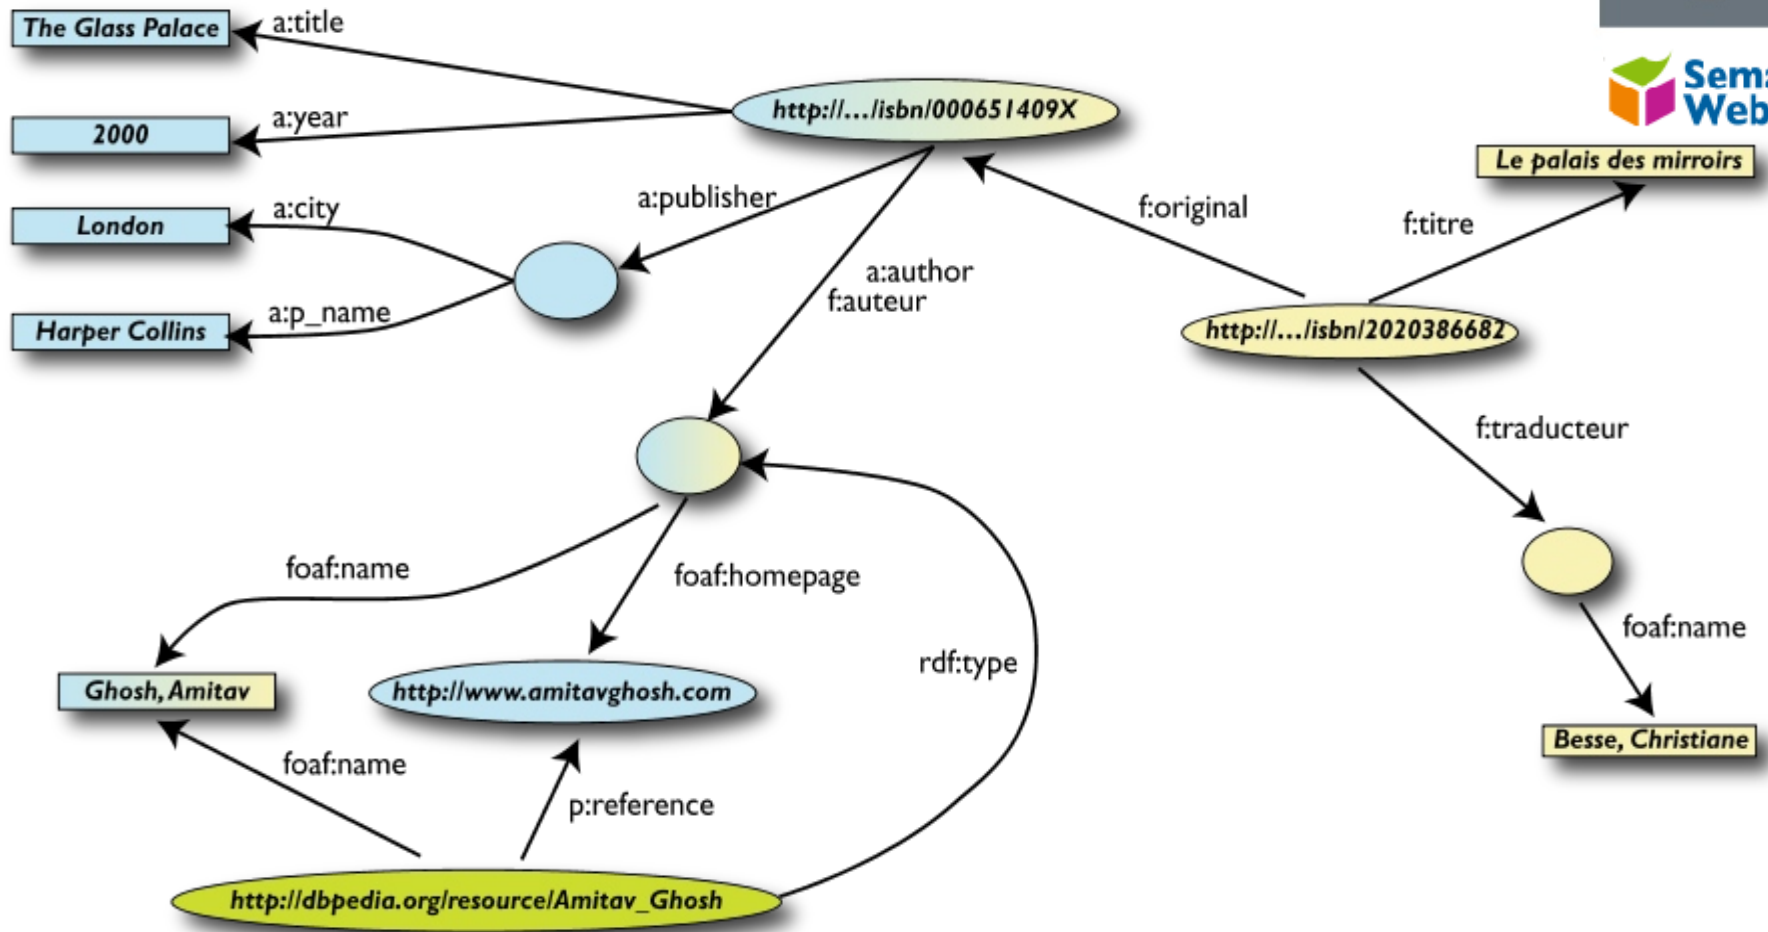 The Glass Palace
a:title
http://.../isbn/000651409X
2000
a:year
Le palais des mirroirs
London
a:city
a:publisher
f:original
f:titre
a:author
f:auteur
Harper Collins
a:p_name
http://.../isbn/2020386682
f:traducteur
foaf:name
foaf:homepage
foaf:name
rdf:type
Ghosh, Amitav
http://www.amitavghosh.com
Besse, Christiane
foaf:name
p:reference
http://dbpedia.org/resource/Amitav_Ghosh
Sema
Web